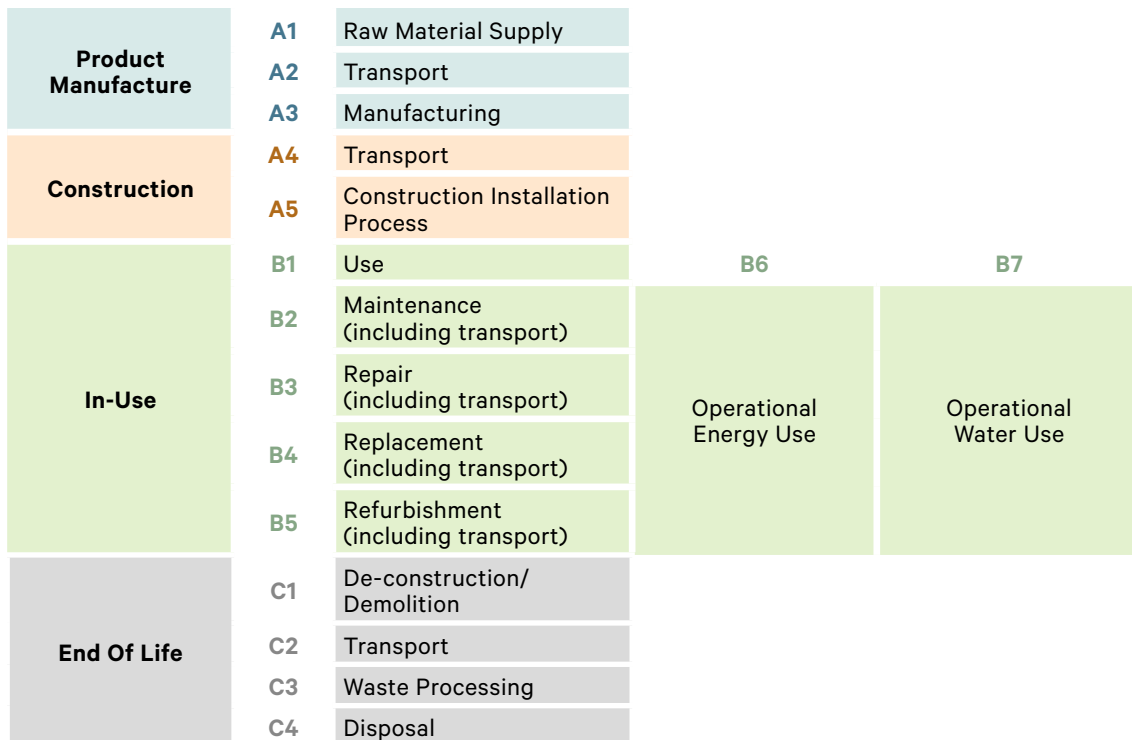 Product
Manufacture
A1
Raw Material Supply
A2
Transport
A3
Manufacturing
Construction
A4
Transport
A5
Construction Installation
Process
In-Use
B1
Use
B2
Maintenance
(including transport)
B3
Repair
(including transport)
B4
Replacement
(including transport)
B5
Refurbishment
(including transport)
B6
Operational
Energy Use
B7
Operational
Water Use
End Of Life
C1
De-construction/
Demolition
C2
Transport
C3
Waste Processing
C4
Disposal